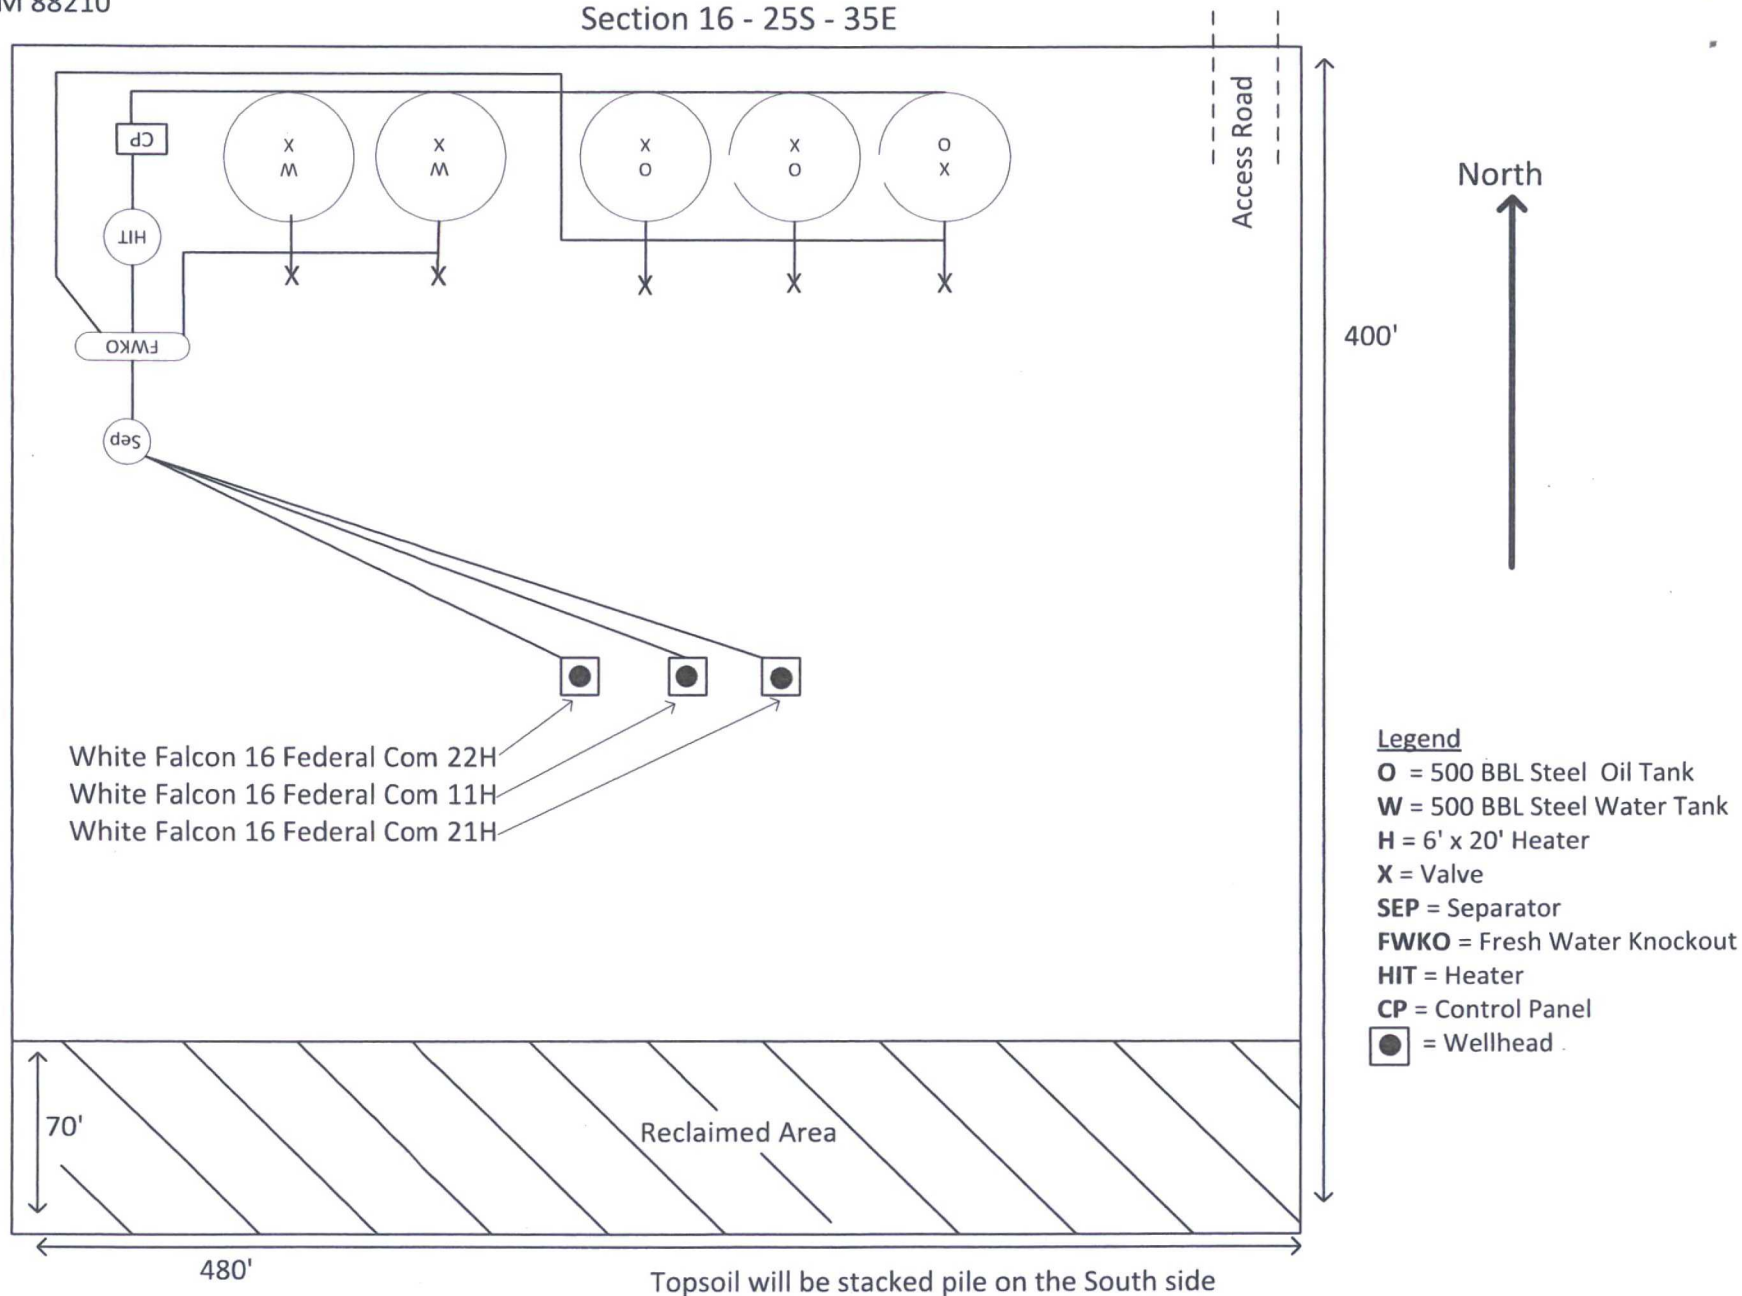 M 88210
Section 16 - 25S - 35E
Access Road
North
400'
CP
HIT
FWKO
Sep
X
W
X
W
X
O
X
O
O
X
X
X
X
X
X
White Falcon 16 Federal Com 22H
White Falcon 16 Federal Com 11H
White Falcon 16 Federal Com 21H
Legend
O = 500 BBL Steel Oil Tank
W = 500 BBL Steel Water Tank
H = 6' x 20' Heater
X = Valve
SEP = Separator
FWKO = Fresh Water Knockout
HIT = Heater
CP = Control Panel
= Wellhead
70'
Reclaimed Area
480'
Topsoil will be stacked pile on the South side